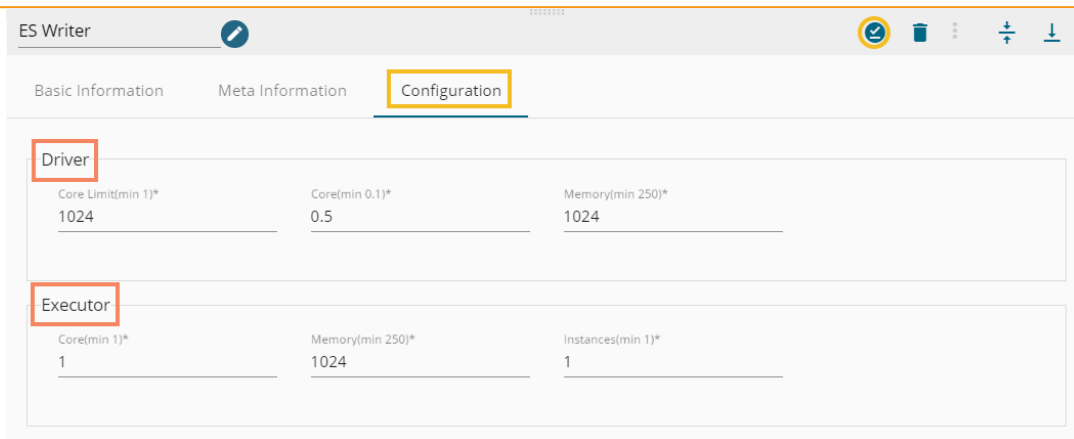 ES Writer
Basic Information Meta Information Configuration
Driver
Core Limit(min 1)* Core(min 0.1)* Memory(min 250)*
1024 0.5 1024
Executor
Core(min 1)* Memory(min 250)* Instances(min 1)*
1 1024 1